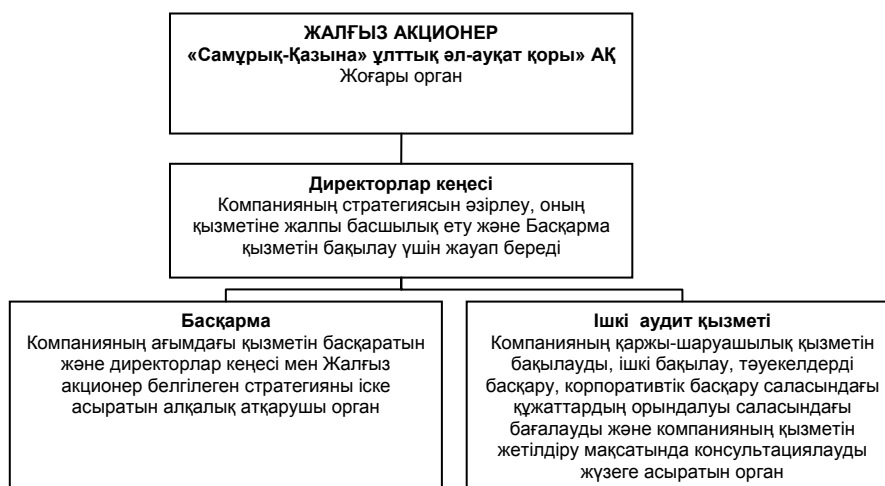 ЖАЛҒЫЗ АКЦИОНЕР
«Самұрық-Қазына» ұлттық әл-ауқат қоры» АҚ
Жоғары орган
Директорлар кеңесі
Компанияның стратегиясын әзірлеу, оның
қызметіне жалпы басшылық ету және Басқарма
қызметін бақылау үшін жауап береді
Басқарма
Компанияның ағымдағы қызметін басқаратын
және директорлар кеңесі мен Жалғыз
акционер белгілеген стратегияны іске
асыратын алқалық атқарушы орган
Ішкі аудит қызметі
Компанияның қаржы-шаруашылық қызметін
бақылауды, ішкі бақылау, тәуекелдерді
басқару, корпоративтік басқару саласындағы
құжаттардың орындалуы саласындағы
бағалауды және компанияның қызметін
жетілдіру мақсатында консультациялауды
жүзеге асыратын орган